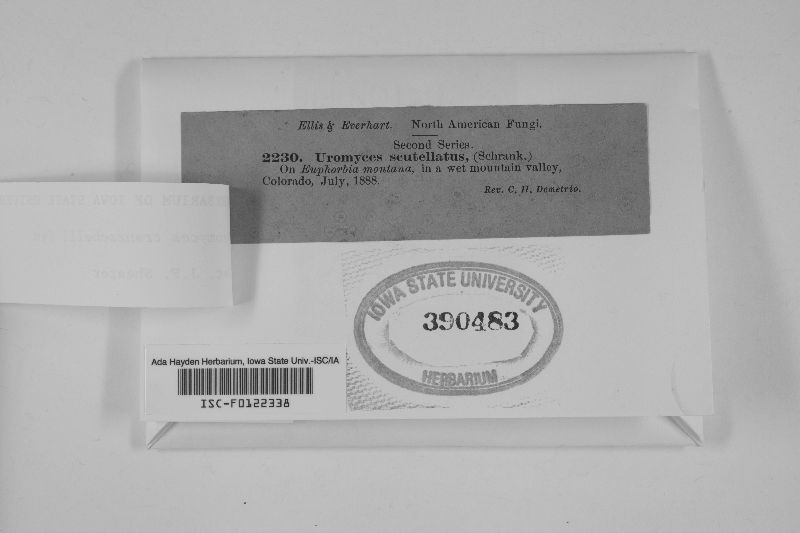 Ellis & Everhart. North American Fungi.
Second Series.
2230. Uromyces scutellatus, (Schrank.)
On Euphorbia montana, in a wet mountain valley,
Colorado, July, 1888.
Rev. C. H. Demetrio.
IOWA STATE UNIVERSITY
390483
HERBARIUM
Ada Hayden Herbarium, Iowa State Univ.-ISC/IA
ISC-F0122338